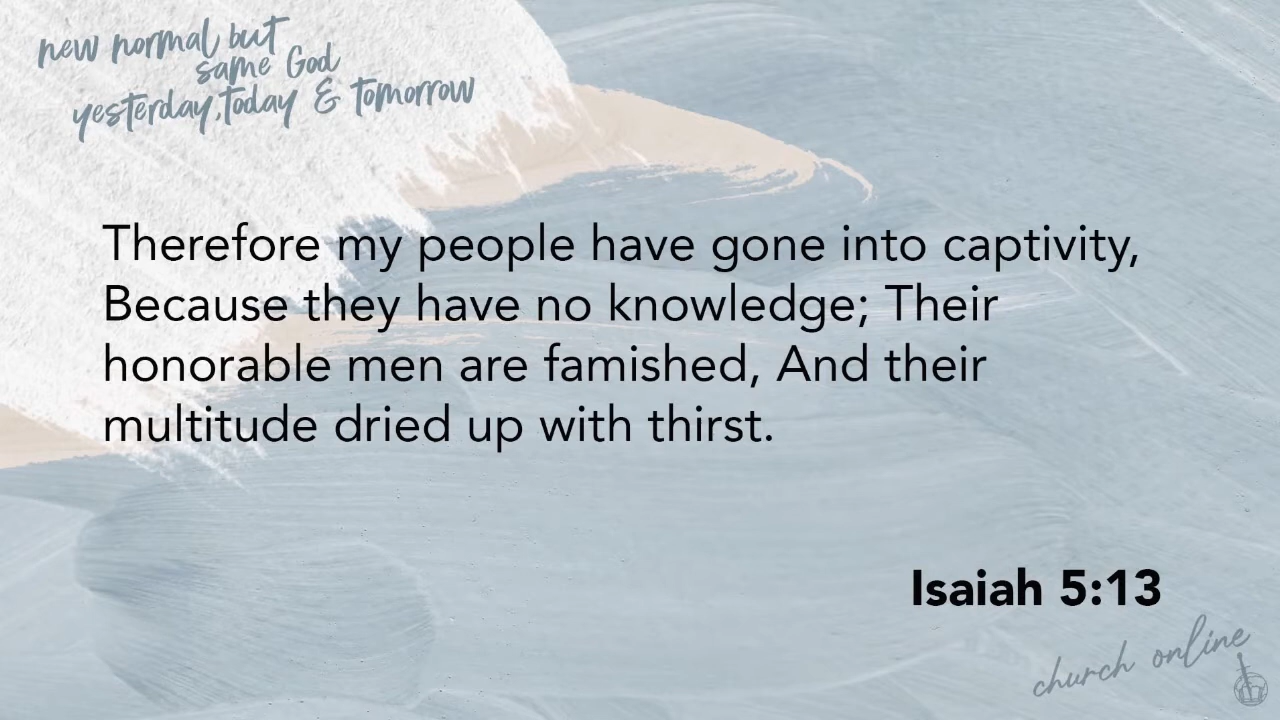 new normal but
same God
yesterday, today & tomorrow
Therefore my people have gone into captivity,
Because they have no knowledge; Their
honorable men are famished, And their
multitude dried up with thirst.
Isaiah 5:13
church online